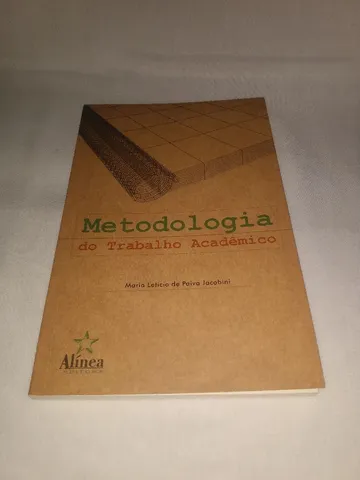 Metodologia
do Trabalho Acadêmico
Maria Letícia de Paiva Jacobini
Alínea